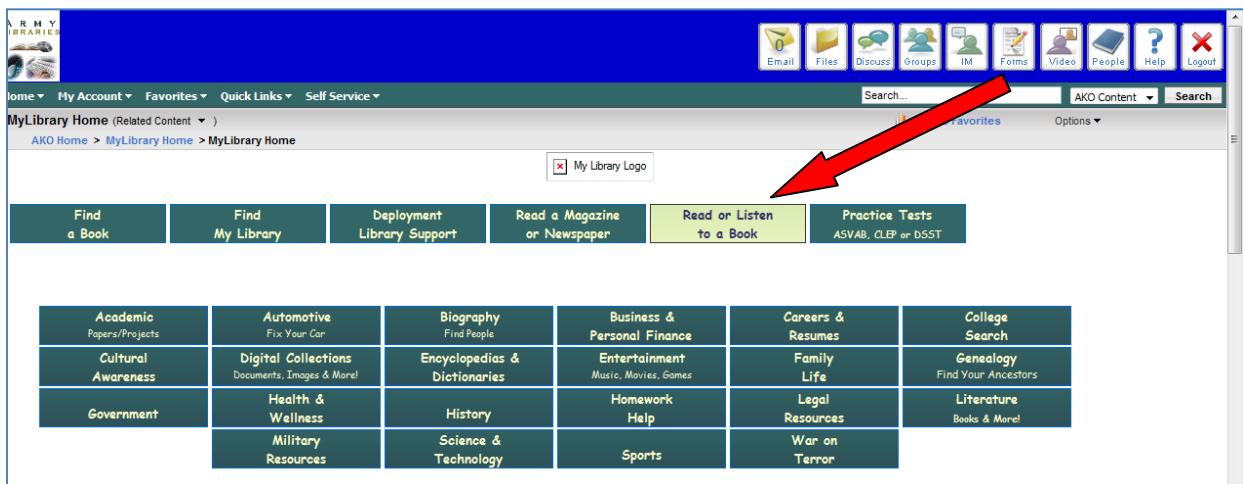 ARMY
LIBRARIES
0
Email Files Discuss Groups IM Forms Video People Help Logout
ome My Account Favorites Quick Links Self Service Search... AKO Content Search
MyLibrary Home (Related Content )
Favorites Options
AKO Home > MyLibrary Home > MyLibrary Home
My Library Logo
Find
a Book
Find
My Library
Deployment
Library Support
Read a Magazine
or Newspaper
Read or Listen
to a Book
Practice Tests
ASVAB, CLEP or DSST
Academic
Papers/Projects
Automotive
Fix Your Car
Biography
Find People
Business &
Personal Finance
Careers &
Resumes
College
Search
Cultural
Awareness
Digital Collections
Documents, Images & More!
Encyclopedias &
Dictionaries
Entertainment
Music, Movies, Games
Family
Life
Genealogy
Find Your Ancestors
Government
Health &
Wellness
History
Homework
Help
Legal
Resources
Literature
Books & More!
Military
Resources
Science &
Technology
Sports
War on
Terror